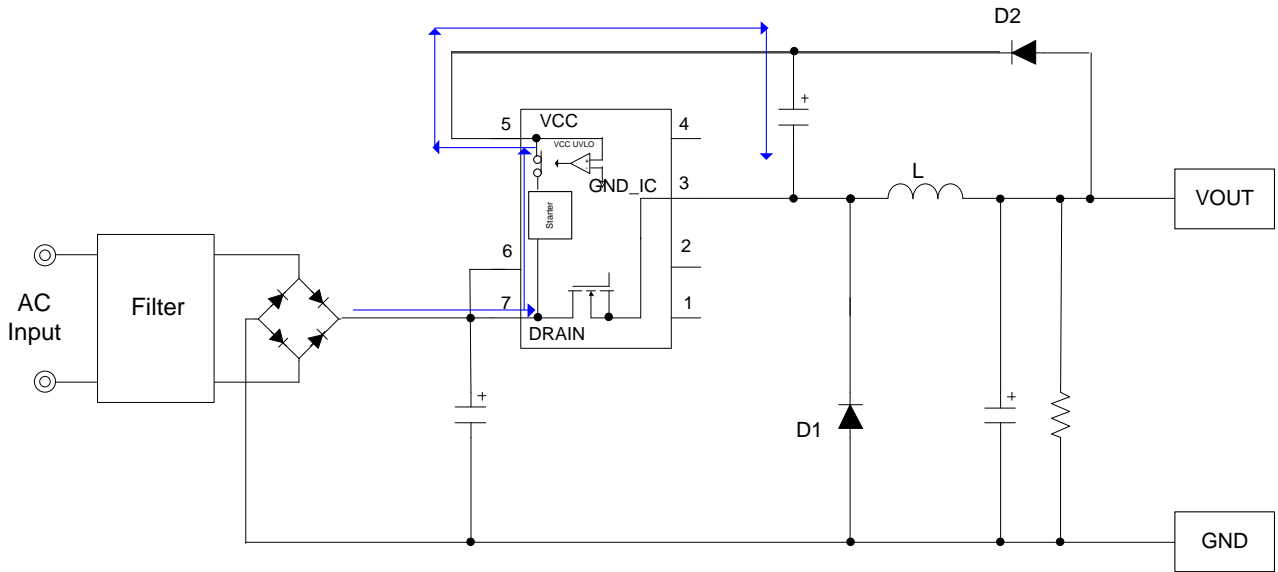 D2
5
VCC
4
VCC UVLO
GND_IC
3
L
VOUT
Starter
6
2
AC
Input
Filter
7
1
DRAIN
D1
GND
+
+
+
+